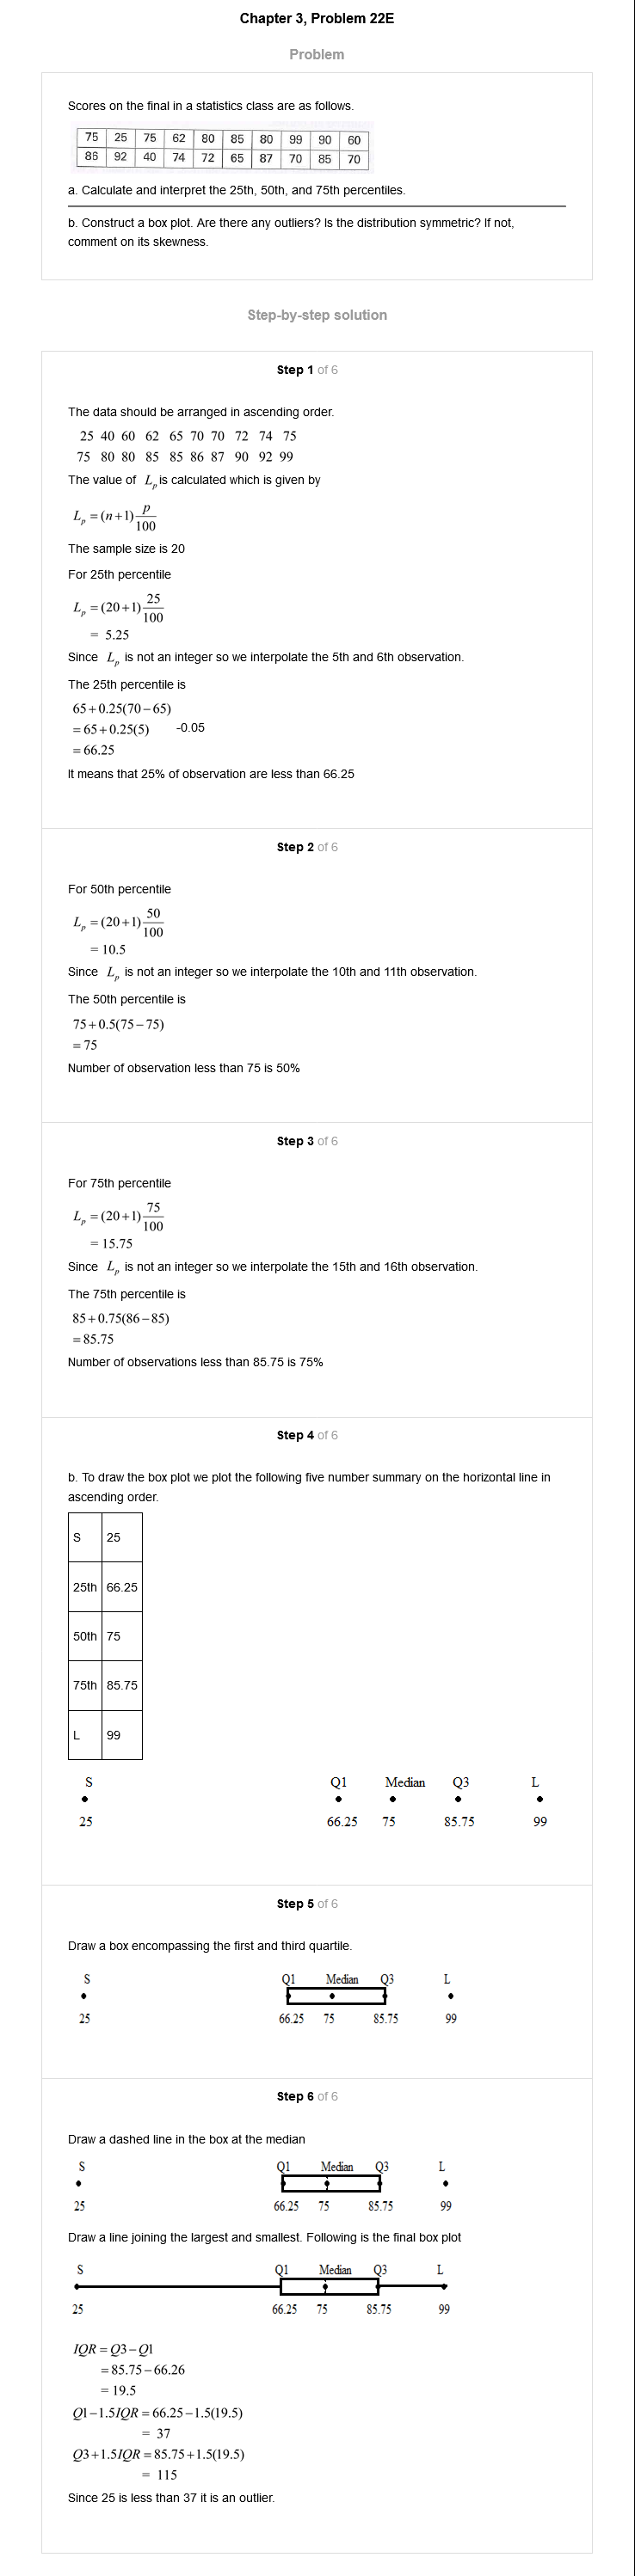 Chapter 3, Problem 22E
Problem
Scores on the final in a statistics class are as follows.
75 25 75 62 80 85 80 99 90 60
86 92 40 74 72 65 87 70 85 70
a. Calculate and interpret the 25th, 50th, and 75th percentiles.
b. Construct a box plot. Are there any outliers? Is the distribution symmetric? If not,
comment on its skewness.
Step-by-step solution
Step 1 of 6
The data should be arranged in ascending order.
25 40 60 62 65 70 70 72 74 75
75 80 80 85 85 86 87 90 92 99
The value of Lp is calculated which is given by
Lp = (n+1) p/100
The sample size is 20
For 25th percentile
Lp = (20+1) 25/100
= 5.25
Since Lp is not an integer so we interpolate the 5th and 6th observation.
The 25th percentile is
65+0.25(70−65)
=65+0.25(5) -0.05
=66.25
It means that 25% of observation are less than 66.25
Step 2 of 6
For 50th percentile
Lp = (20+1) 50/100
=10.5
Since Lp is not an integer so we interpolate the 10th and 11th observation.
The 50th percentile is
75+0.5(75−75)
=75
Number of observation less than 75 is 50%
Step 3 of 6
For 75th percentile
Lp = (20+1) 75/100
=15.75
Since Lp is not an integer so we interpolate the 15th and 16th observation.
The 75th percentile is
85+0.75(86−85)
=85.75
Number of observations less than 85.75 is 75%
Step 4 of 6
b. To draw the box plot we plot the following five number summary on the horizontal line in
ascending order.
S 25
25th 66.25
50th 75
75th 85.75
L 99
S Q1 Median Q3 L
25 66.25 75 85.75 99
Step 5 of 6
Draw a box encompassing the first and third quartile.
S Q1 Median Q3 L
25 66.25 75 85.75 99
Step 6 of 6
Draw a dashed line in the box at the median
S Q1 Median Q3 L
25 66.25 75 85.75 99
Draw a line joining the largest and smallest. Following is the final box plot
S Q1 Median Q3 L
25 66.25 75 85.75 99
IQR = Q3−Q1
=85.75−66.26
=19.5
Q1−1.5IQR = 66.25−1.5(19.5)
= 37
Q3+1.5IQR = 85.75+1.5(19.5)
= 115
Since 25 is less than 37 it is an outlier.